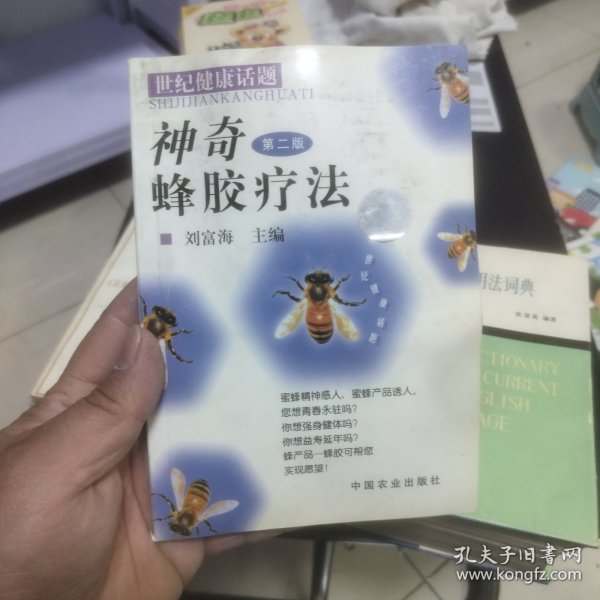 世纪健康话题
SHIJIJIANKANGHUATI
神奇
第二版
蜂胶疗法
刘富海 主编
世纪健康话题
蜜蜂精神感人,蜜蜂产品诱人。
您想青春永驻吗?
你想强身健体吗?
你想益寿延年吗?
蜂产品—蜂胶可帮您
实现愿望!
中国农业出版社
用法词典
编著
CTIONARY
CURRENT
GLISH
AGE
孔夫子旧书网
www.kongfz.com